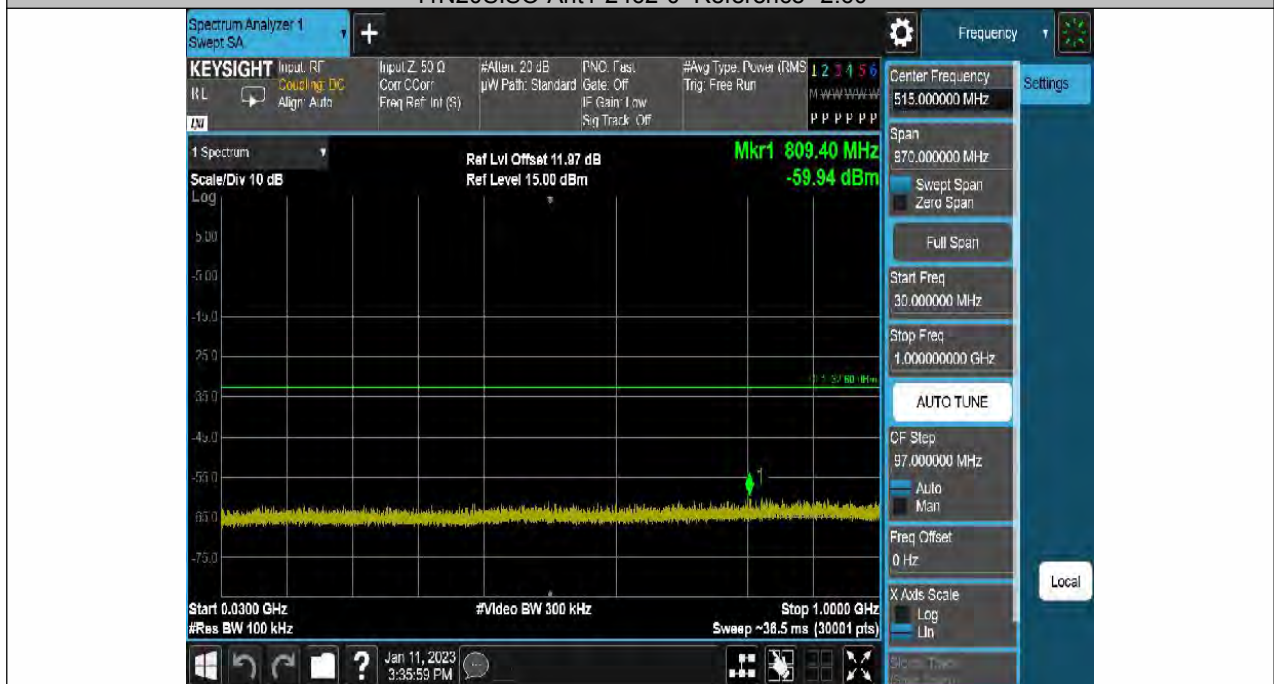 Spectrum Analyzer 1
Swept SA
Frequency
KEYSIGHT
RL
Input: RF
Coupling: DC
Align: Auto
Input Z: 50 Ω
Corr CCorr
Freq Ref: Int (S)
#Atten: 20 dB
µW Path: Standard
PNO: Fast
Gate: Off
IF Gain: Low
Sig Track: Off
#Avg Type: Power (RMS
Trig: Free Run
1 2 3 4 5 6
M W W W W W
P P P P P P
LXI
1 Spectrum
Scale/Div 10 dB
Log
Ref Lvl Offset 11.97 dB
Ref Level 15.00 dBm
Mkr1 809.40 MHz
-59.94 dBm
5.00
-5.00
-15.0
-25.0
-35.0
-45.0
-55.0
-65.0
-75.0
1
Start 0.0300 GHz
#Res BW 100 kHz
#Video BW 300 kHz
Stop 1.0000 GHz
Sweep ~36.5 ms (30001 pts)
Center Frequency
515.000000 MHz
Settings
Span
970.000000 MHz
Swept Span
Zero Span
Full Span
Start Freq
30.000000 MHz
Stop Freq
1.000000000 GHz
AUTO TUNE
CF Step
97.000000 MHz
Auto
Man
Freq Offset
0 Hz
X Axis Scale
Log
Lin
Local
?
Jan 11, 2023
3:35:59 PM